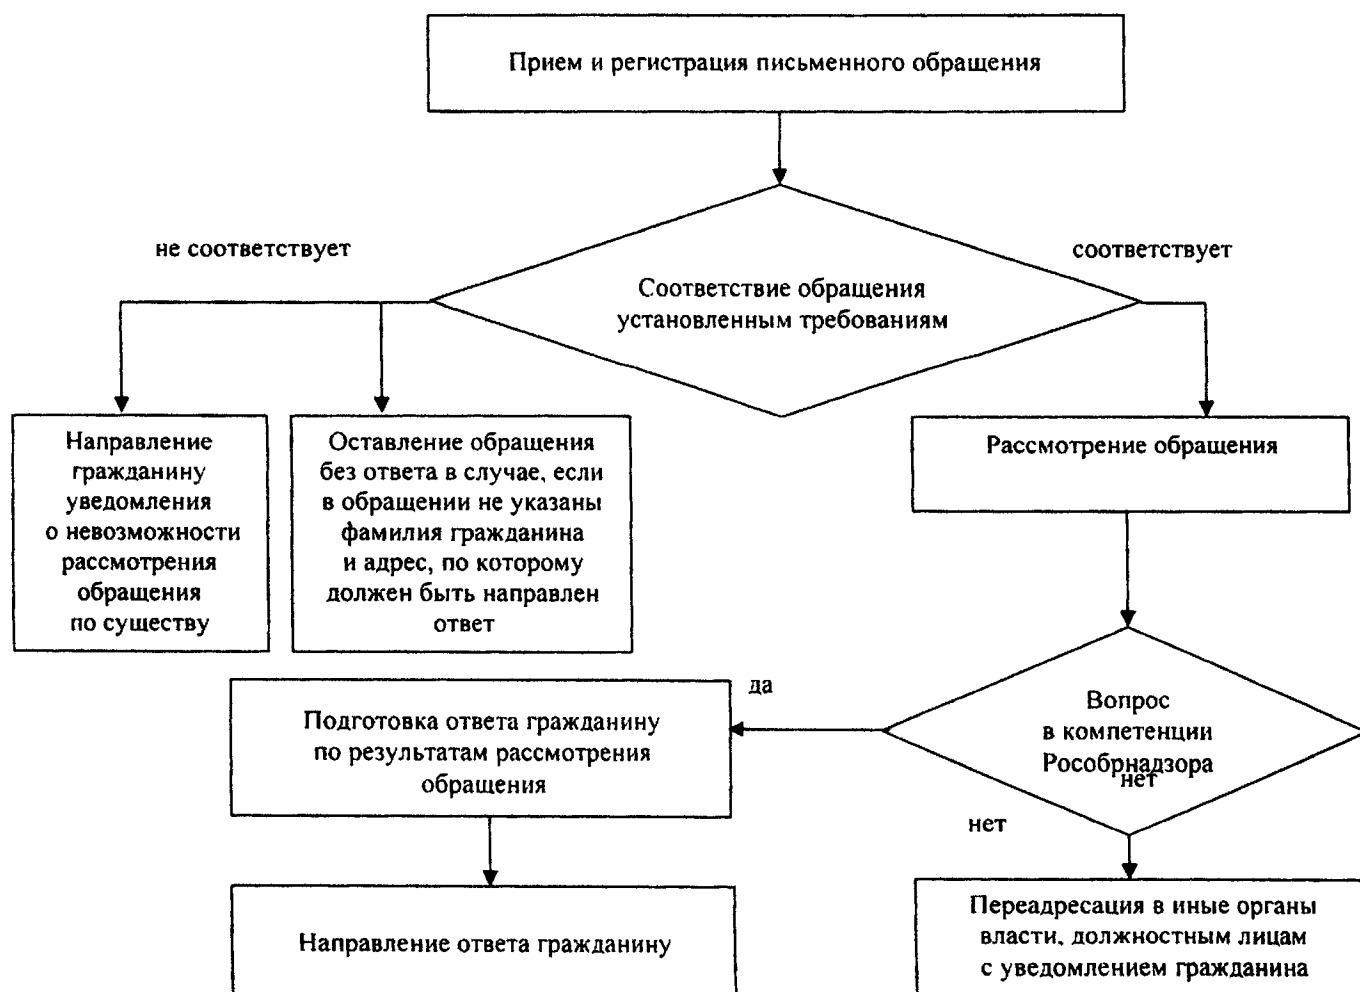 Прием и регистрация письменного обращения
не соответствует
соответствует
Соответствие обращения
установленным требованиям
Направление
гражданину
уведомления
о невозможности
рассмотрения
обращения
по существу
Оставление обращения
без ответа в случае, если
в обращении не указаны
фамилия гражданина
и адрес, по которому
должен быть направлен
ответ
Рассмотрение обращения
да
Подготовка ответа гражданину
по результатам рассмотрения
обращения
Вопрос
в компетенции
Рособрнадзора
нет
нет
Направление ответа гражданину
Переадресация в иные органы
власти, должностным лицам
с уведомлением гражданина